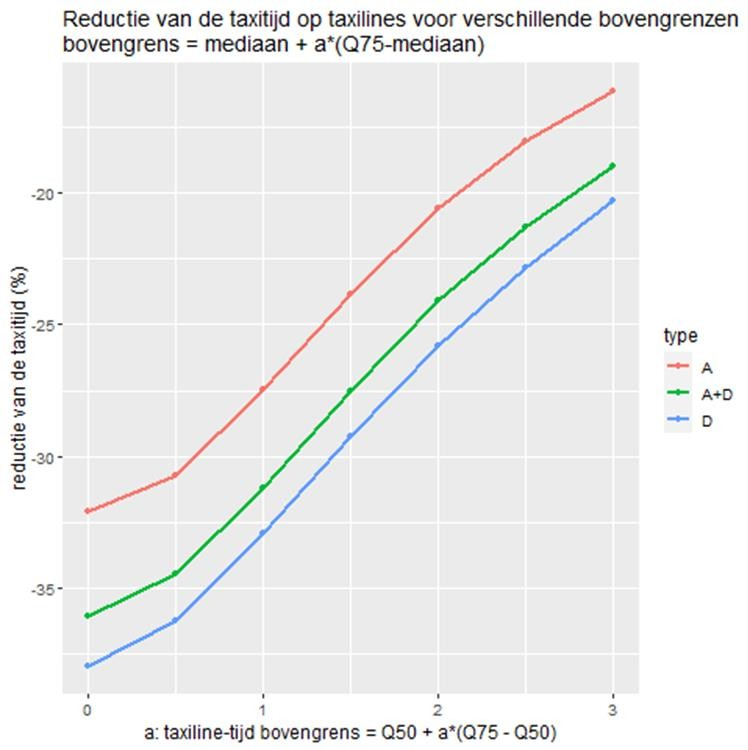 Reductie van de taxitijd op taxilines voor verschillende bovengrenzen
bovengrens = mediaan + a*(Q75-mediaan)
reductie van de taxitijd (%)
-20
-25
-30
-35
0
1
2
3
a: taxiline-tijd bovengrens = Q50 + a*(Q75 - Q50)
type
A
A+D
D